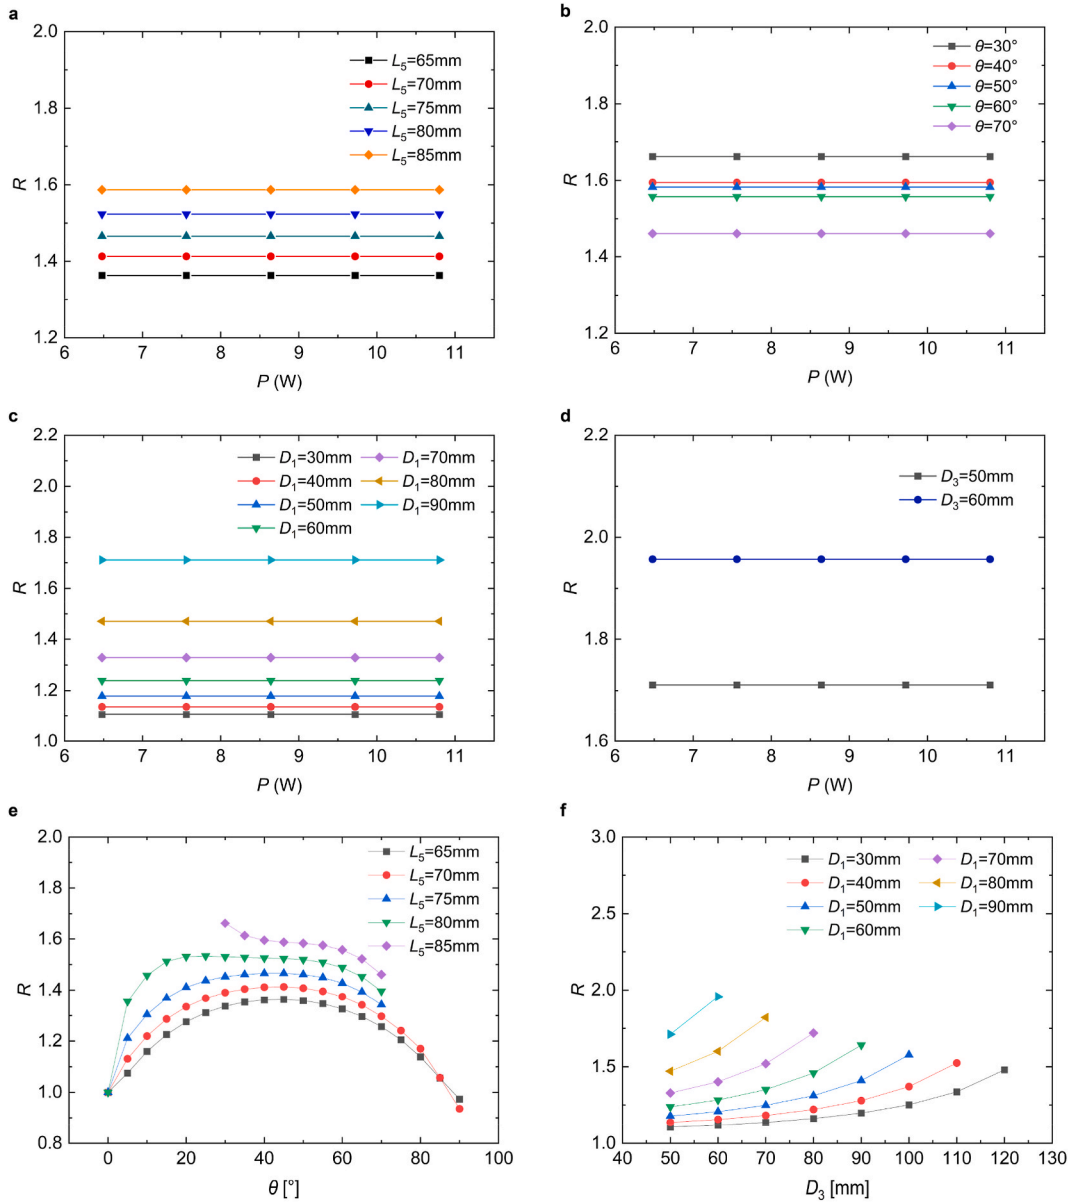 a
2.0
1.8
1.6
1.4
1.2
R
6 7 8 9 10 11
P (W)
L5=65mm
L5=70mm
L5=75mm
L5=80mm
L5=85mm
b
2.0
1.8
1.6
1.4
1.2
R
6 7 8 9 10 11
P (W)
θ=30°
θ=40°
θ=50°
θ=60°
θ=70°
c
2.2
2.0
1.8
1.6
1.4
1.2
1.0
R
6 7 8 9 10 11
P (W)
D1=30mm D1=70mm
D1=40mm D1=80mm
D1=50mm D1=90mm
D1=60mm
d
2.2
2.0
1.8
1.6
R
6 7 8 9 10 11
P (W)
D3=50mm
D3=60mm
e
2.0
1.8
1.6
1.4
1.2
1.0
0.8
R
0 20 40 60 80 100
θ [°]
L5=65mm
L5=70mm
L5=75mm
L5=80mm
L5=85mm
f
3.0
2.5
2.0
1.5
1.0
R
40 50 60 70 80 90 100 110 120 130
D3 [mm]
D1=30mm D1=70mm
D1=40mm D1=80mm
D1=50mm D1=90mm
D1=60mm